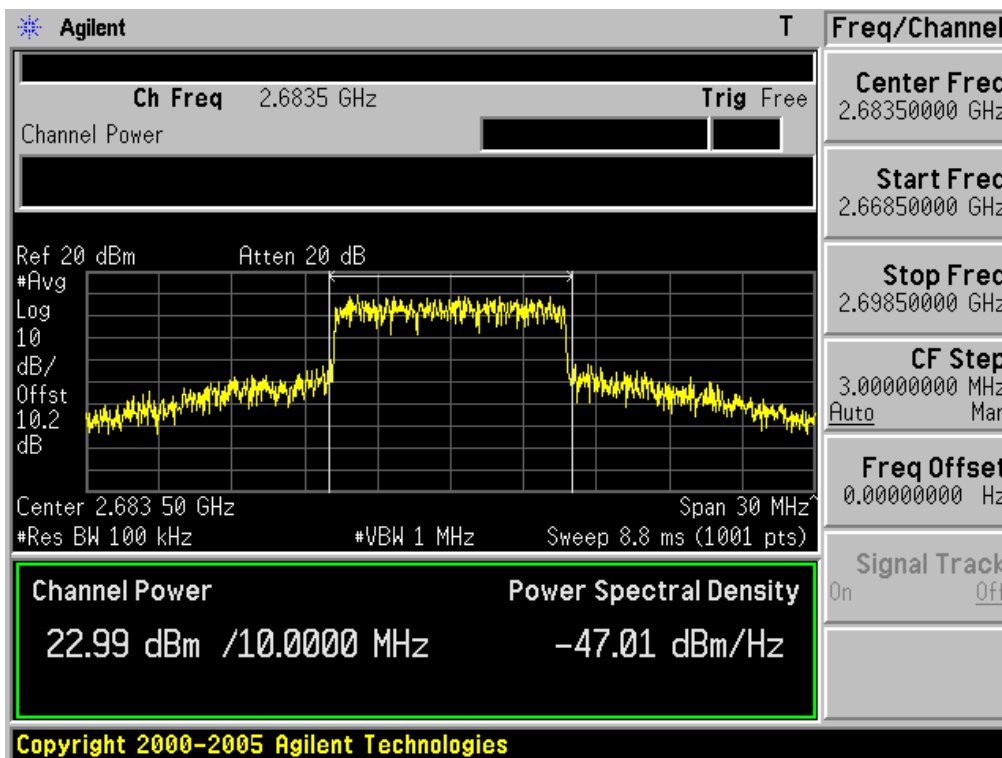 Agilent T Freq/Channel
Ch Freq 2.6835 GHz Trig Free
Channel Power
Center Freq
2.68350000 GHz
Start Freq
2.66850000 GHz
Stop Freq
2.69850000 GHz
CF Step
3.00000000 MHz
Auto Man
Freq Offset
0.00000000 Hz
Signal Track
On Off
Ref 20 dBm Atten 20 dB
#Avg
Log
10
dB/
Offst
10.2
dB
Center 2.683 50 GHz Span 30 MHz^
#Res BW 100 kHz #VBW 1 MHz Sweep 8.8 ms (1001 pts)
Channel Power Power Spectral Density
22.99 dBm /10.0000 MHz -47.01 dBm/Hz
Copyright 2000-2005 Agilent Technologies